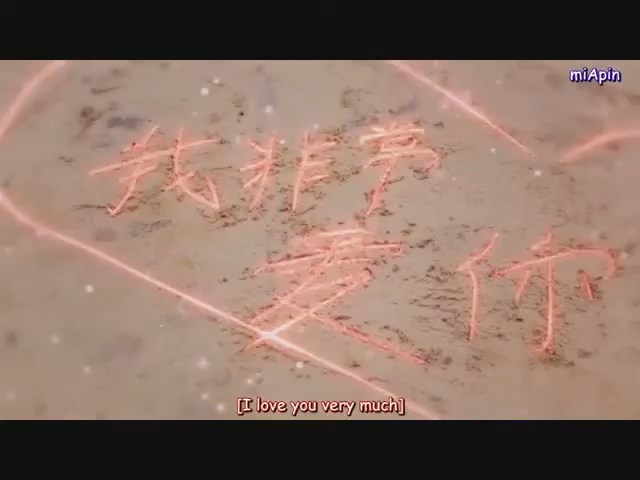 miApin
我非常
爱你
[I love you very much]